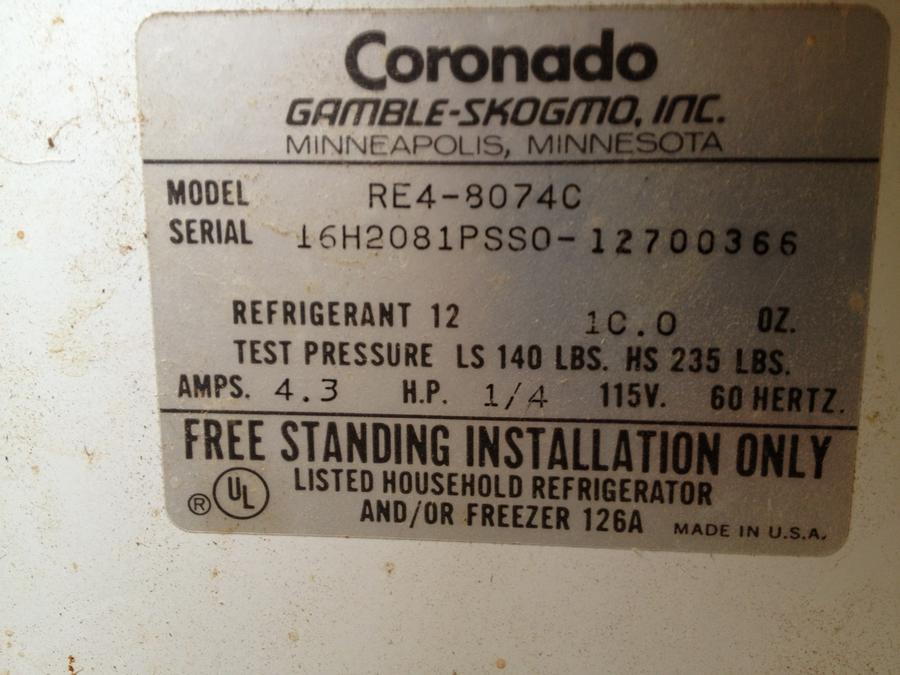 Coronado
GAMBLE-SKOGMO, INC.
MINNEAPOLIS, MINNESOTA
MODEL RE4-8074C
SERIAL 16H2081PSSO-12700366
REFRIGERANT 12 10.0 OZ.
TEST PRESSURE LS 140 LBS. HS 235 LBS.
AMPS. 4.3 H.P. 1/4 115V. 60 HERTZ.
FREE STANDING INSTALLATION ONLY
® UL LISTED HOUSEHOLD REFRIGERATOR
AND/OR FREEZER 126A MADE IN U.S.A.